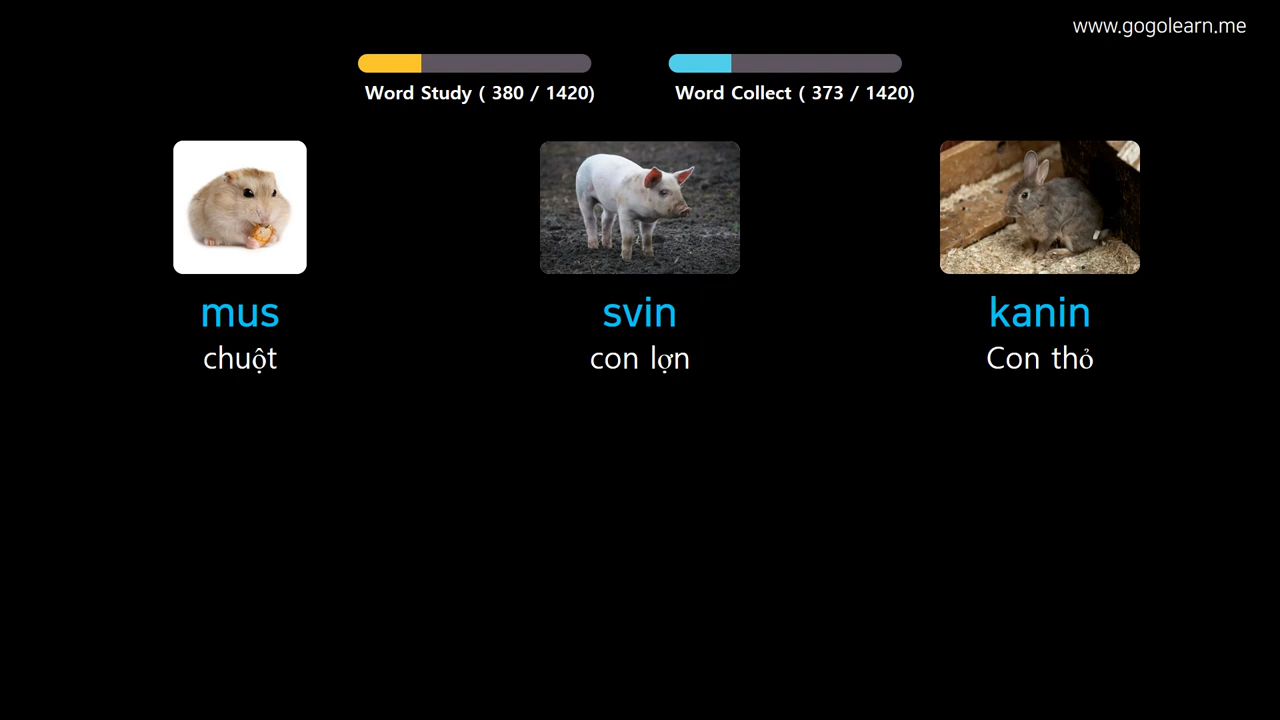 www.gogolearn.me
Word Study ( 380 / 1420)
Word Collect ( 373 / 1420)
mus
svin
kanin
chuột
con lợn
Con thỏ